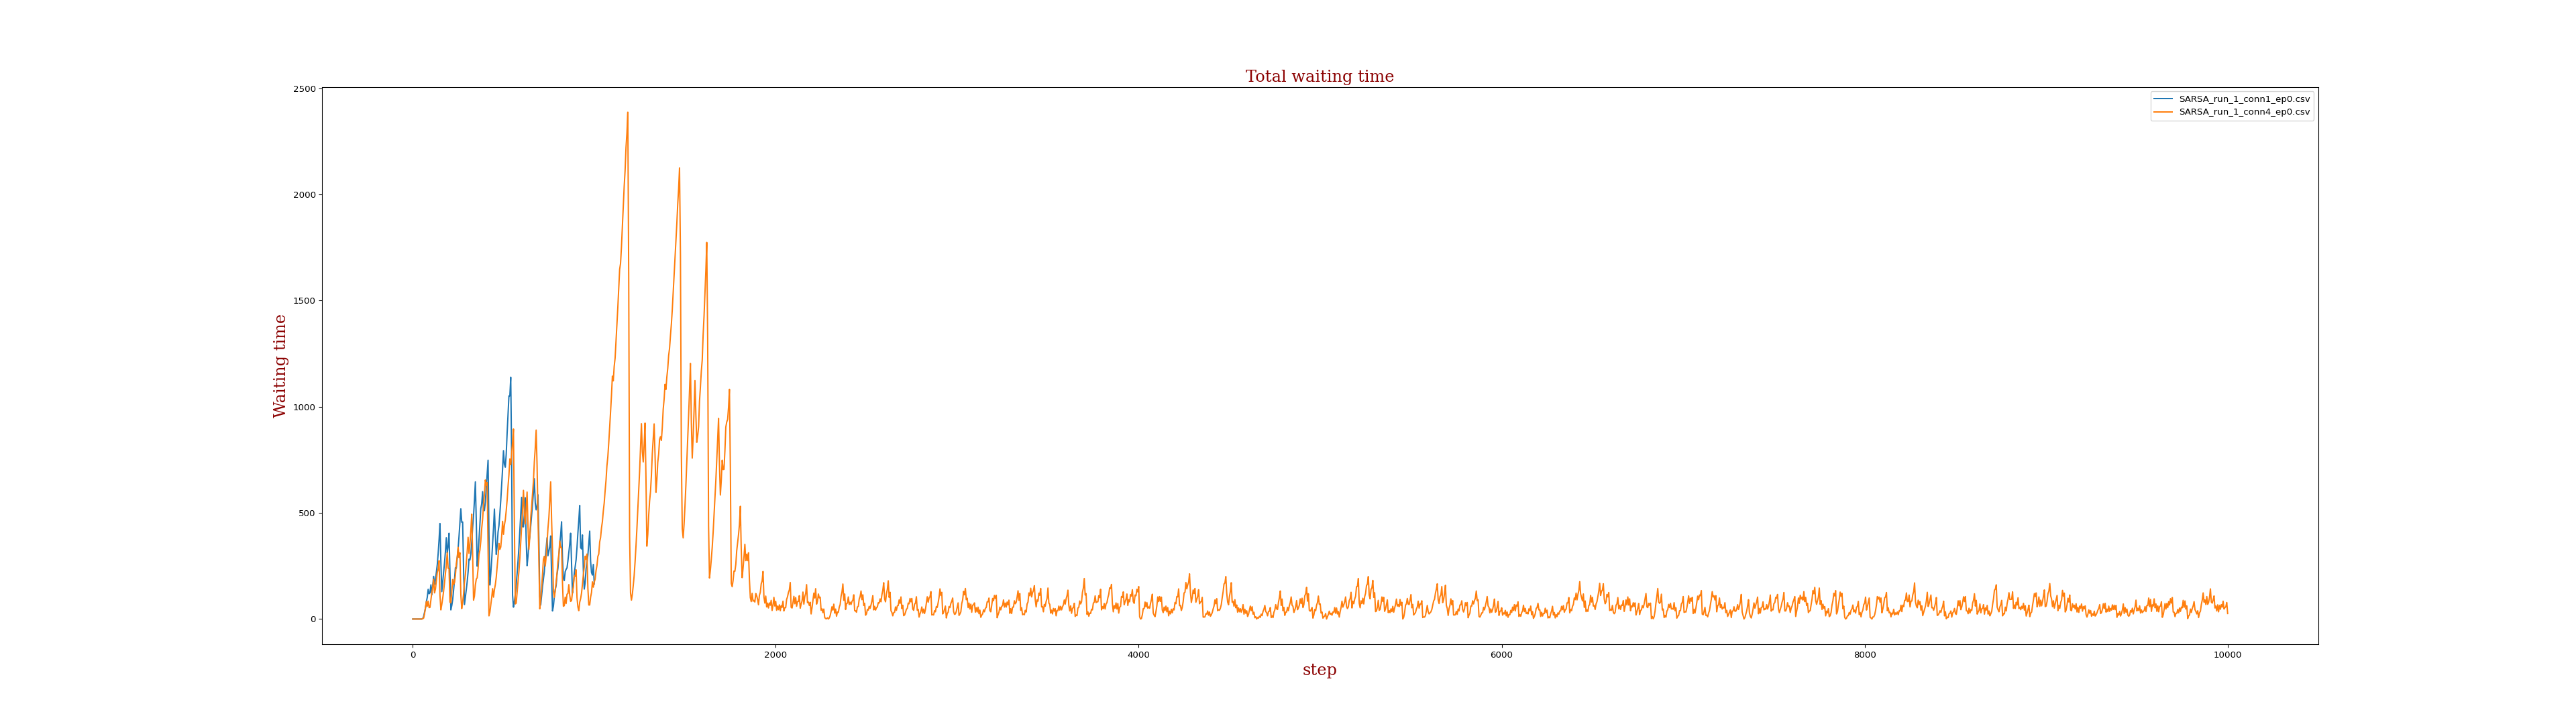 Total waiting time
SARSA_run_1_conn1_ep0.csv
SARSA_run_1_conn4_ep0.csv
Waiting time
2500
2000
1500
1000
500
0
0 2000 4000 6000 8000 10000
step